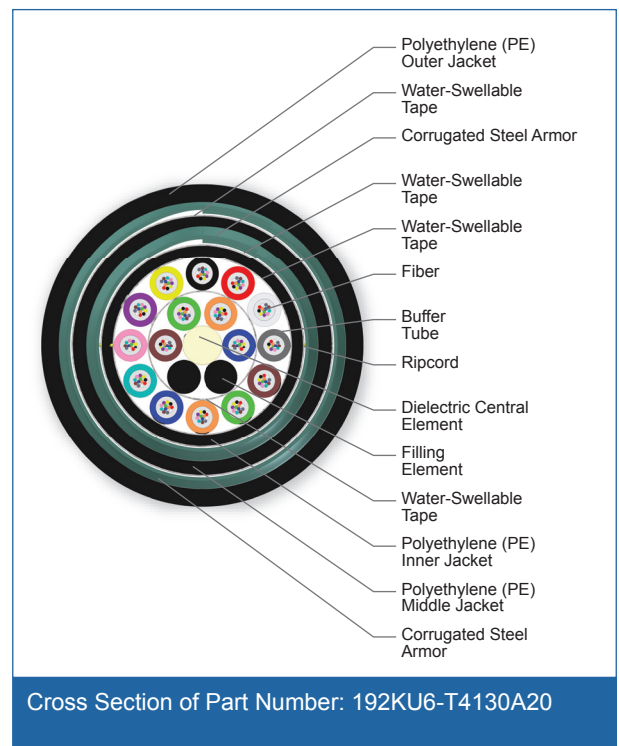 Polyethylene (PE)
Outer Jacket
Water-Swellable
Tape
Corrugated Steel Armor
Water-Swellable
Tape
Water-Swellable
Tape
Fiber
Buffer
Tube
Ripcord
Dielectric Central
Element
Filling
Element
Water-Swellable
Tape
Polyethylene (PE)
Inner Jacket
Polyethylene (PE)
Middle Jacket
Corrugated Steel
Armor
Cross Section of Part Number: 192KU6-T4130A20